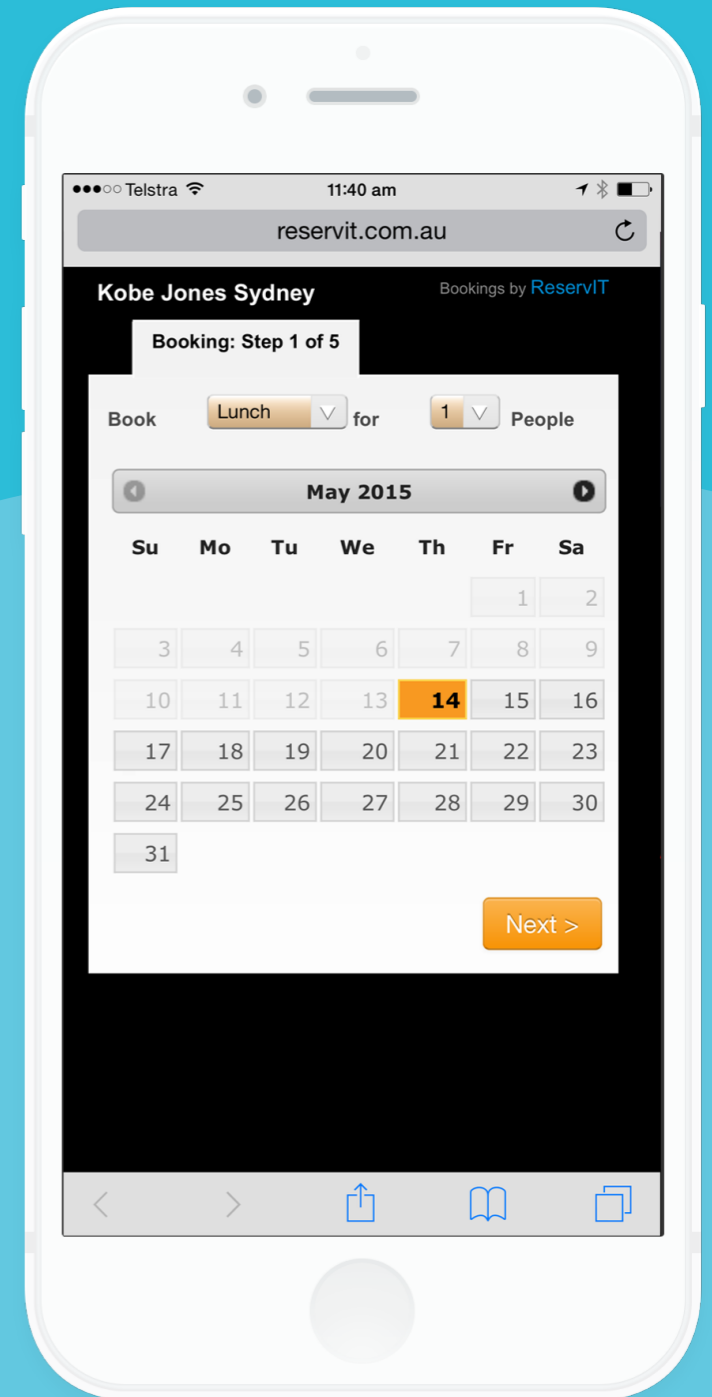 Telstra 11:40 am
reservit.com.au
Kobe Jones Sydney Bookings by ReservIT
Booking: Step 1 of 5
Book Lunch for 1 People
May 2015
Su Mo Tu We Th Fr Sa
1 2
3 4 5 6 7 8 9
10 11 12 13 14 15 16
17 18 19 20 21 22 23
24 25 26 27 28 29 30
31
Next >